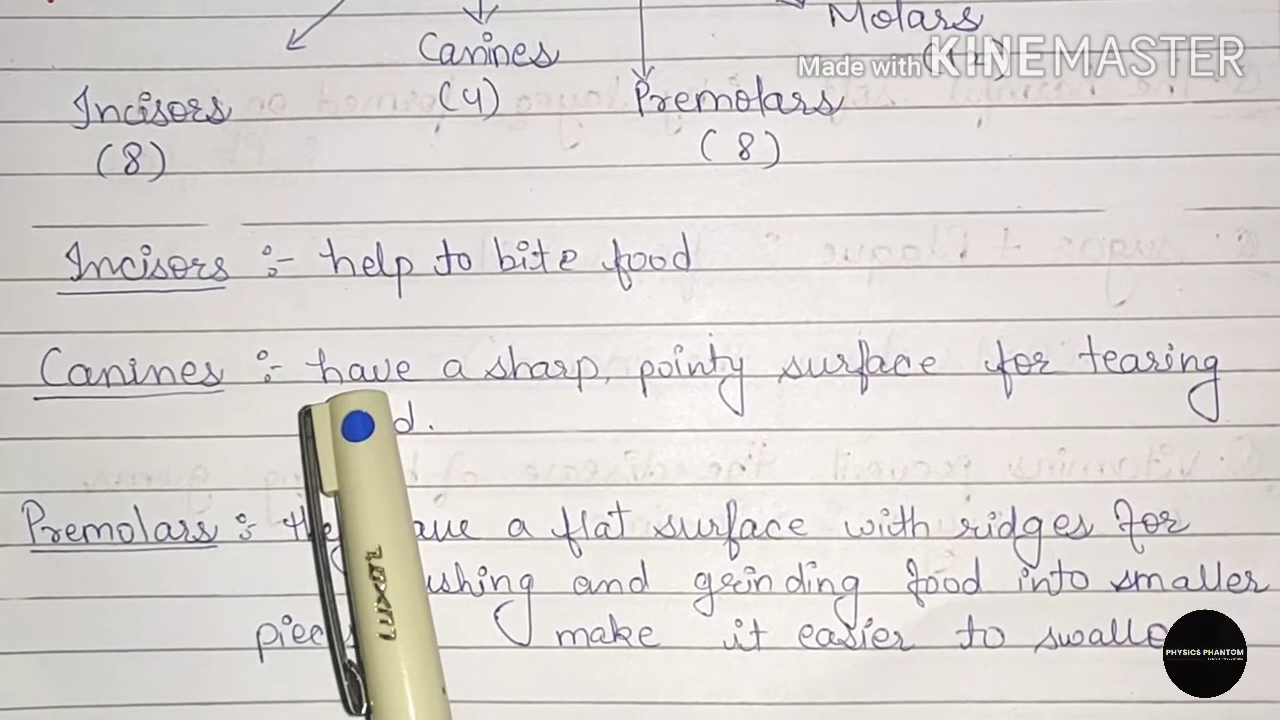 Molars
Canines
Made with KINEMASTER
Incisors
(4)
Premolars
(8)
(8)
Incisors :- help to bite food
Canines :- have a sharp, pointy surface for tearing
d.
Premolars :- the ave a flat surface with ridges for
ushing and grinding food into smaller
piec make it easier to swallo
LUXOR
PHYSICS PHANTOM